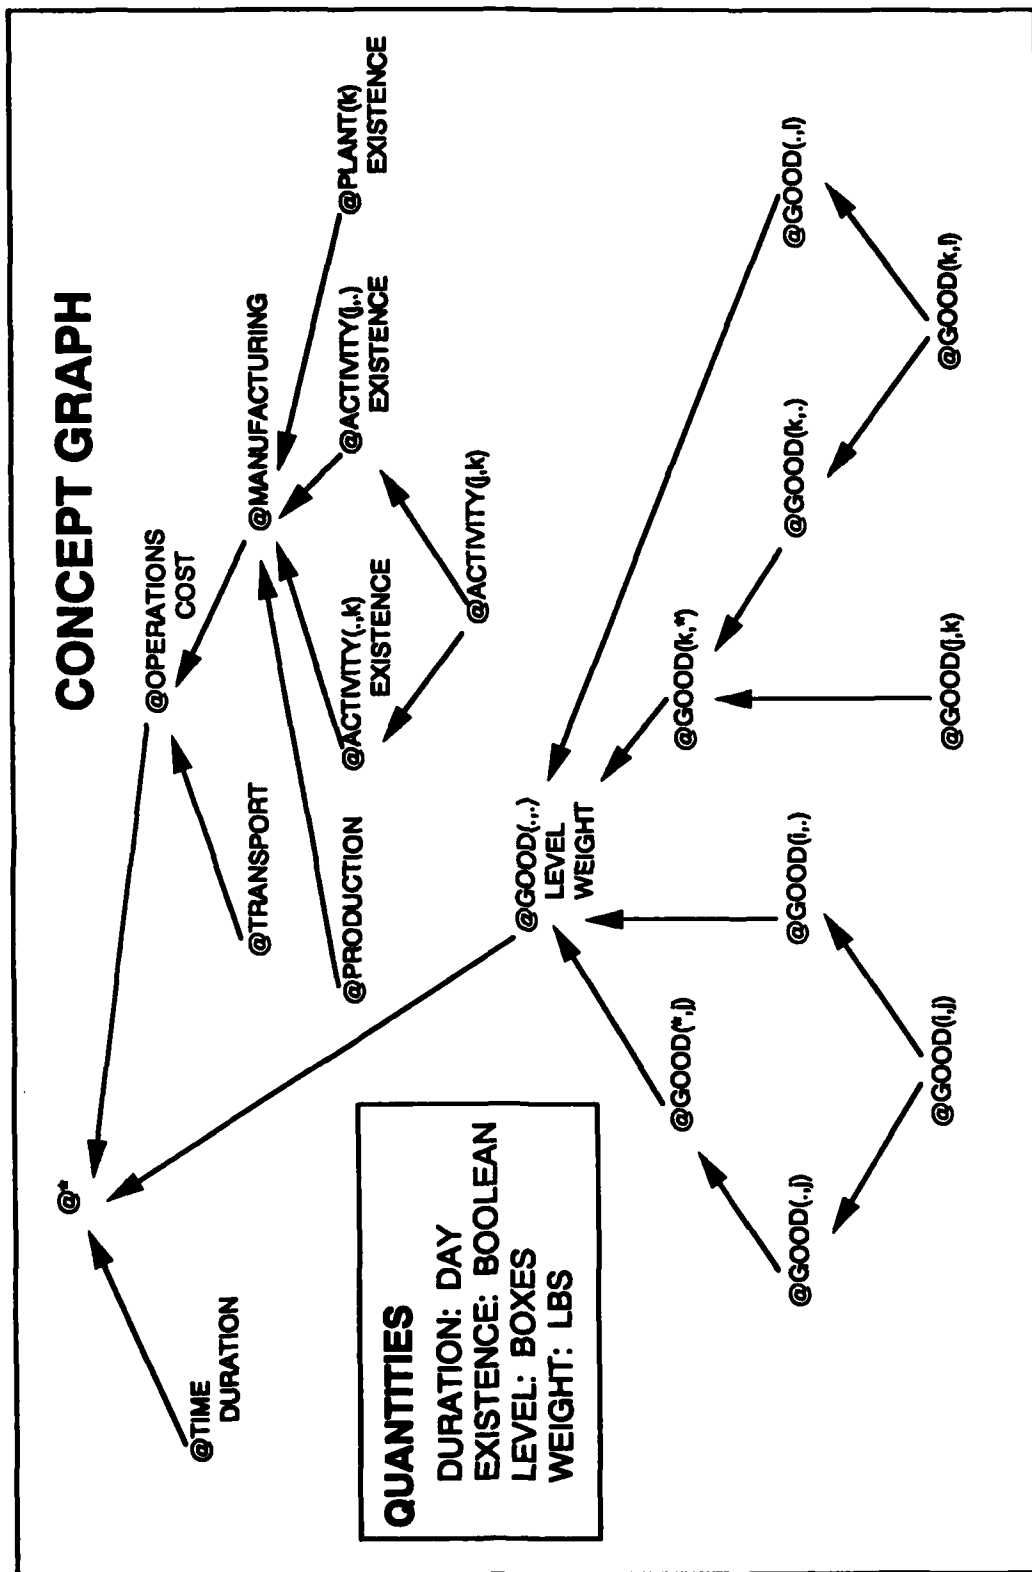 CONCEPT GRAPH
@*
@TIME
DURATION
@OPERATIONS
COST
@TRANSPORT
@MANUFACTURING
@PRODUCTION
@ACTIVITY(.,k)
EXISTENCE
@ACTIVITY(j,.)
EXISTENCE
@PLANT(k)
EXISTENCE
@ACTIVITY(j,k)
QUANTITIES
DURATION: DAY
EXISTENCE: BOOLEAN
LEVEL: BOXES
WEIGHT: LBS
@GOOD(.,.)
LEVEL
WEIGHT
@GOOD(*,j)
@GOOD(k,*)
@GOOD(.,j)
@GOOD(i,.)
@GOOD(k,.)
@GOOD(.,l)
@GOOD(i,j)
@GOOD(j,k)
@GOOD(k,l)